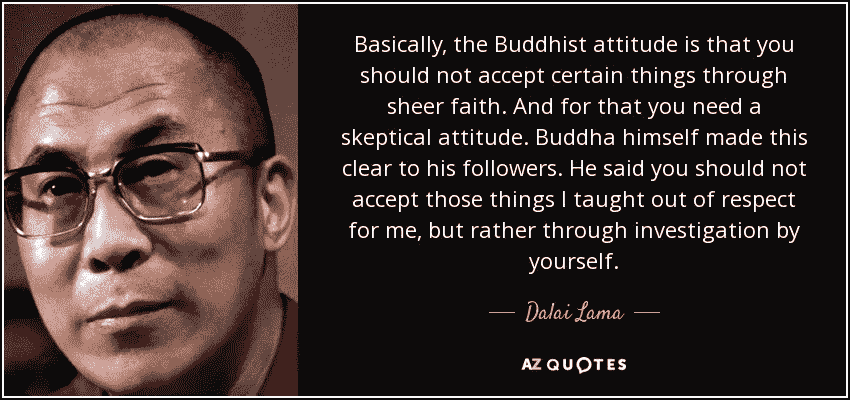 Basically, the Buddhist attitude is that you
should not accept certain things through
sheer faith. And for that you need a
skeptical attitude. Buddha himself made this
clear to his followers. He said you should not
accept those things I taught out of respect
for me, but rather through investigation by
yourself.
Dalai Lama
AZ QUOTES